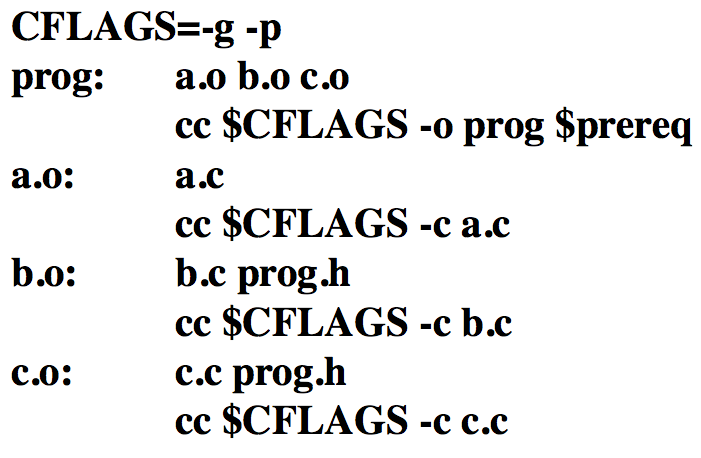 CFLAGS=-g -p
prog: a.o b.o c.o
cc $CFLAGS -o prog $prereq
a.o: a.c
cc $CFLAGS -c a.c
b.o: b.c prog.h
cc $CFLAGS -c b.c
c.o: c.c prog.h
cc $CFLAGS -c c.c